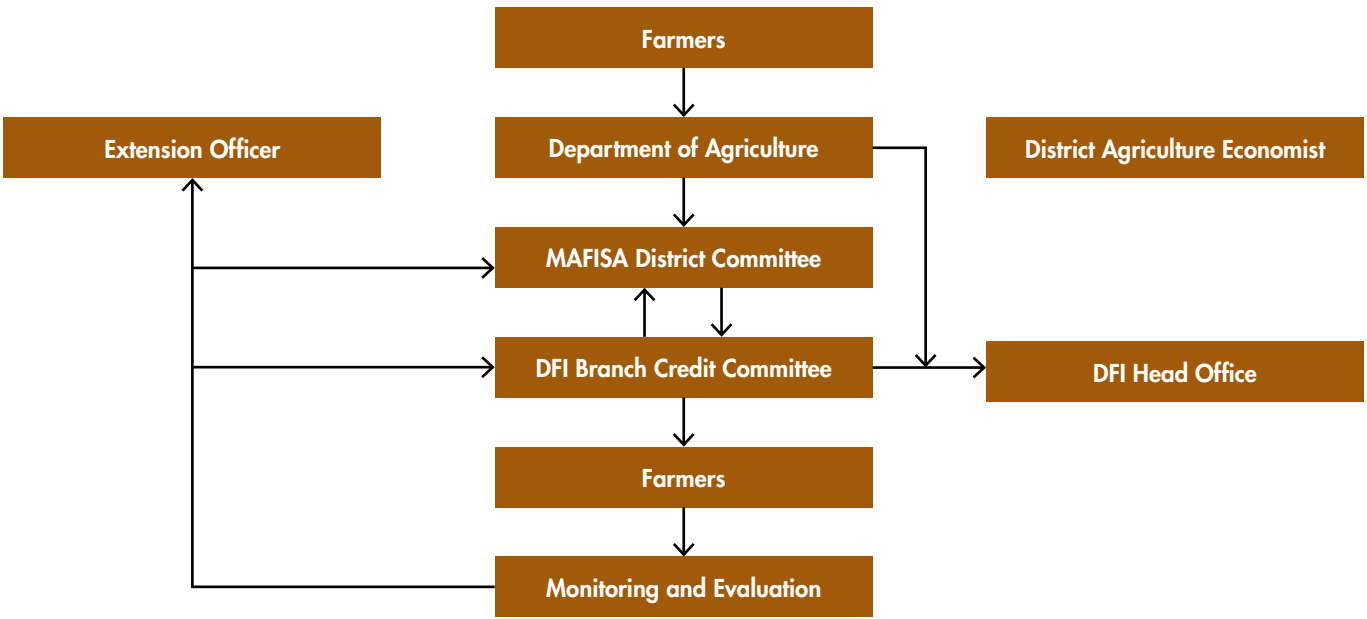 Farmers
Extension Officer
Department of Agriculture
District Agriculture Economist
MAFISA District Committee
DFI Branch Credit Committee
DFI Head Office
Farmers
Monitoring and Evaluation